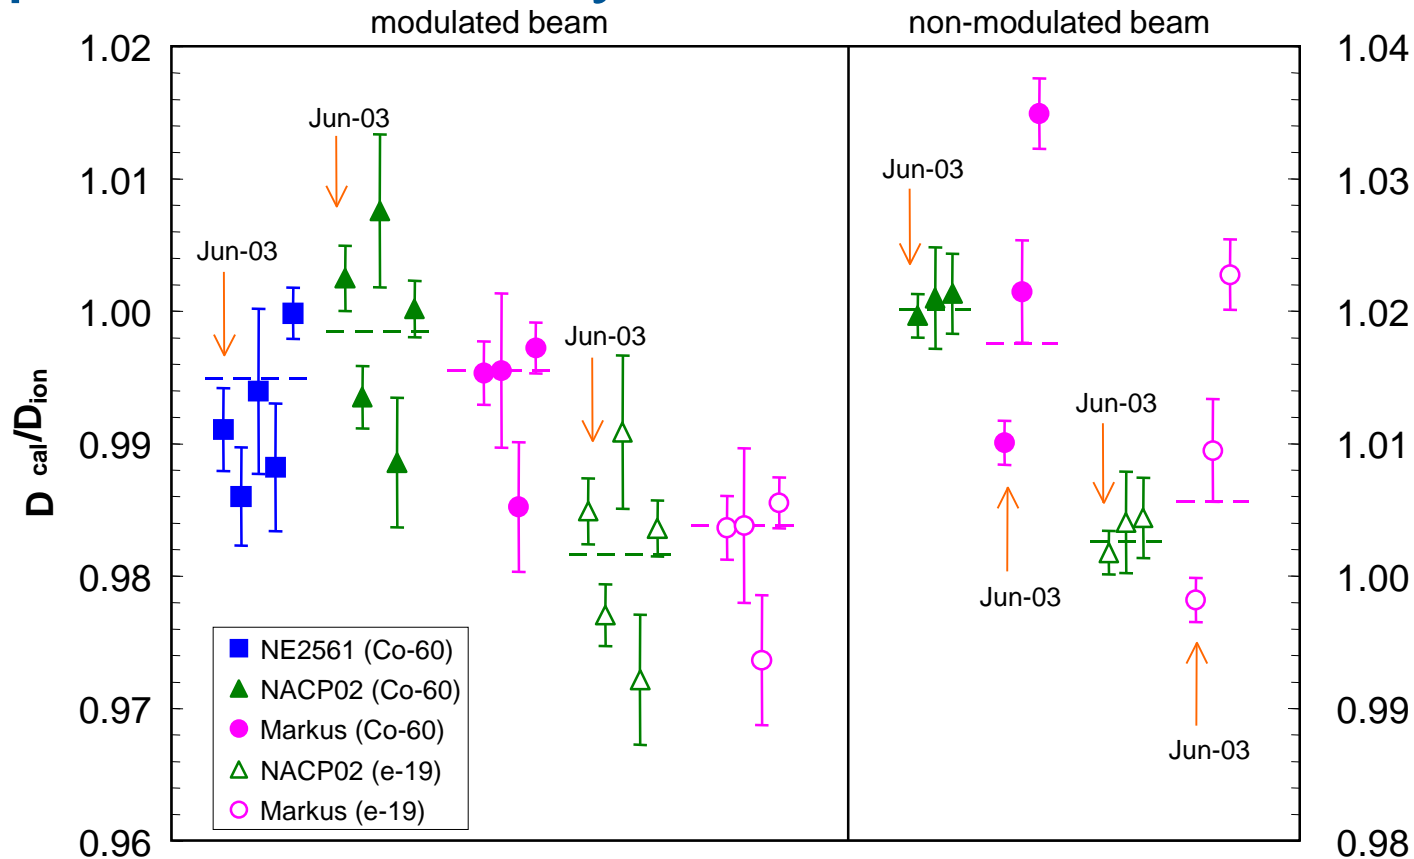 modulated beam
non-modulated beam
1.02
1.01
1.00
0.99
0.98
0.97
0.96
D cal/Dion
1.04
1.03
1.02
1.01
1.00
0.99
0.98
Jun-03
Jun-03
Jun-03
Jun-03
Jun-03
Jun-03
Jun-03
NE2561 (Co-60)
NACP02 (Co-60)
Markus (Co-60)
NACP02 (e-19)
Markus (e-19)